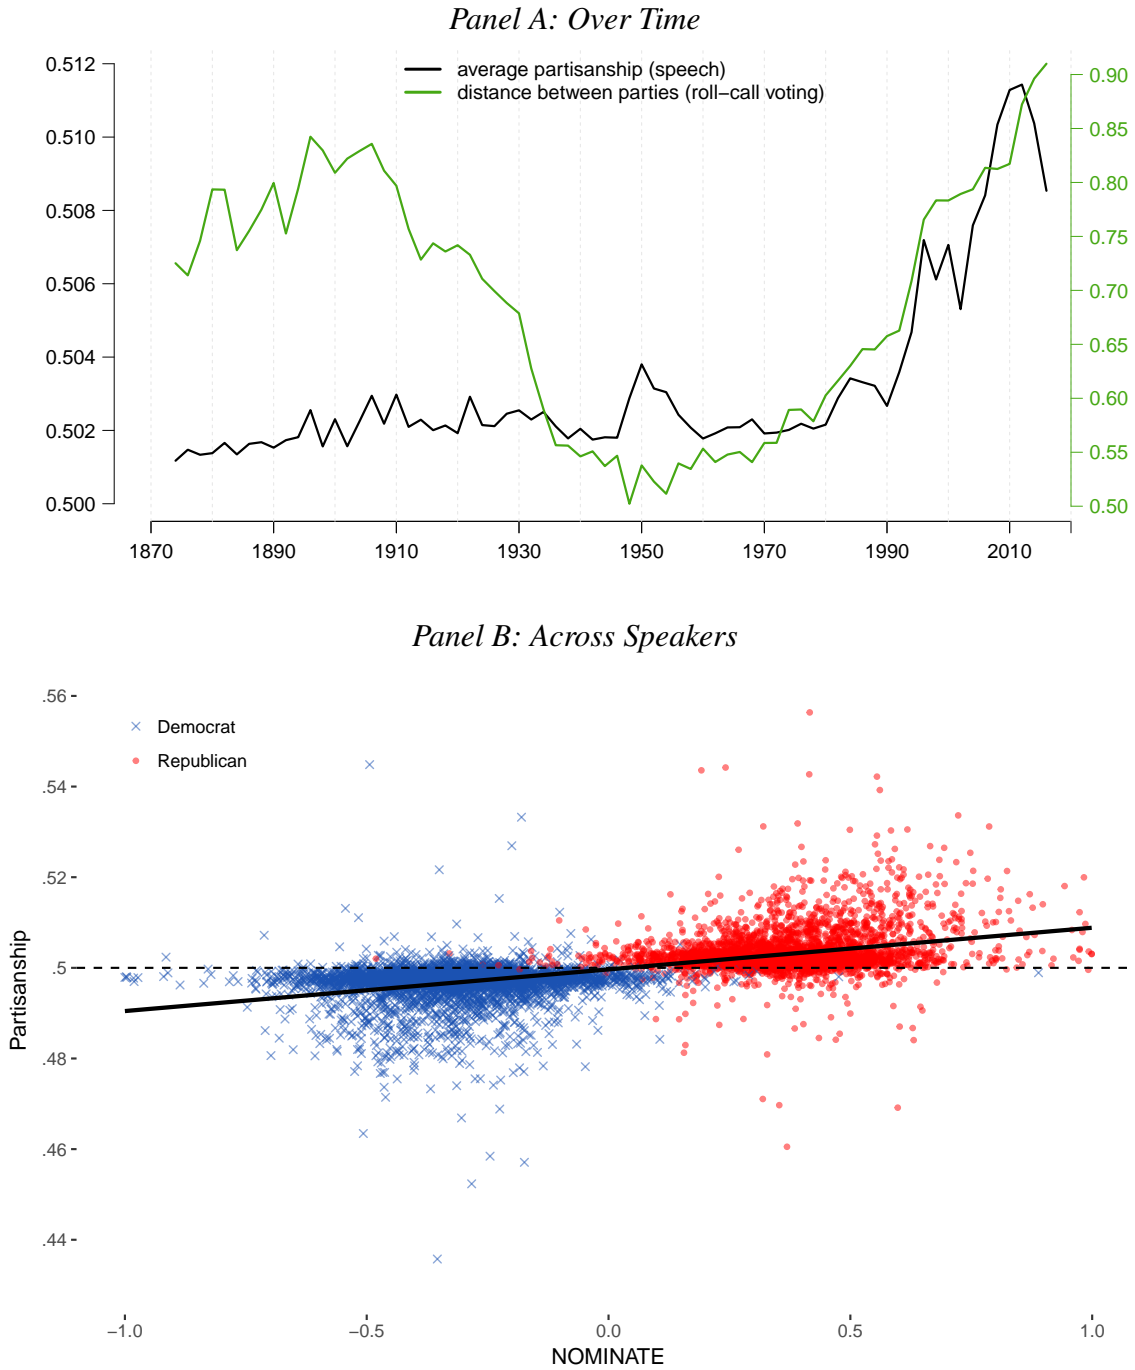 Panel A: Over Time
average partisanship (speech)
distance between parties (roll−call voting)
0.512
0.510
0.508
0.506
0.504
0.502
0.500
0.90
0.85
0.80
0.75
0.70
0.65
0.60
0.55
0.50
1870 1890 1910 1930 1950 1970 1990 2010
Panel B: Across Speakers
Democrat
Republican
Partisanship
.56
.54
.52
.5
.48
.46
.44
−1.0 −0.5 0.0 0.5 1.0
NOMINATE